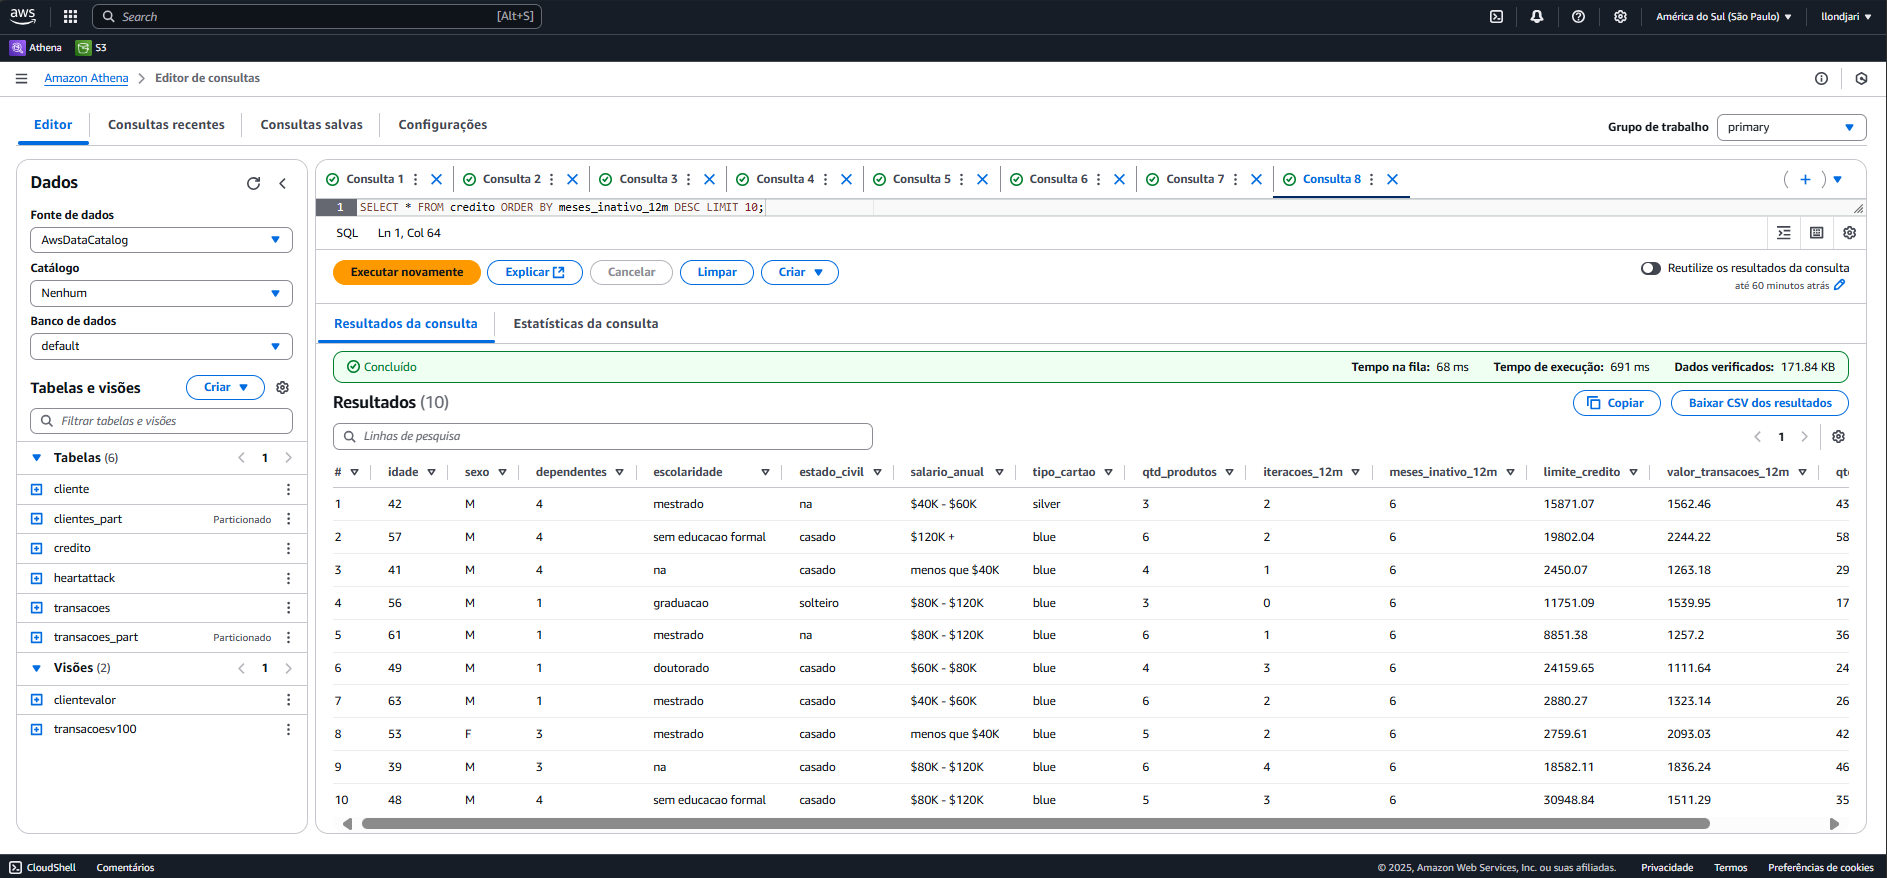 aws Search [Alt+S] América do Sul (São Paulo) llondjari
Athena S3
Amazon Athena Editor de consultas
Editor Consultas recentes Consultas salvas Configurações
Grupo de trabalho primary
Dados
Fonte de dados
AwsDataCatalog
Catálogo
Nenhum
Banco de dados
default
Tabelas e visões Criar
Filtrar tabelas e visões
Tabelas (6) 1
cliente
clientes_part Particionado
credito
heartattack
transacoes
transacoes_part Particionado
Visões (2) 1
clientevalor
transacoesv100
Consulta 1 Consulta 2 Consulta 3 Consulta 4 Consulta 5 Consulta 6 Consulta 7 Consulta 8
1 SELECT * FROM credito ORDER BY meses_inativo_12m DESC LIMIT 10;
SQL Ln 1, Col 64
Executar novamente Explicar Cancelar Limpar Criar
Reutilize os resultados da consulta
até 60 minutos atrás
Resultados da consulta Estatísticas da consulta
Concluído Tempo na fila: 68 ms Tempo de execução: 691 ms Dados verificados: 171.84 KB
Resultados (10) Copiar Baixar CSV dos resultados
Linhas de pesquisa 1
# idade sexo dependentes escolaridade estado_civil salario_anual tipo_cartao qtd_produtos iteracoes_12m meses_inativo_12m limite_credito valor_transacoes_12m
1 42 M 4 mestrado na $40K - $60K silver 3 2 6 15871.07 1562.46 43
2 57 M 4 sem educacao formal casado $120K + blue 6 2 6 19802.04 2244.22 58
3 41 M 4 na casado menos que $40K blue 4 1 6 2450.07 1263.18 29
4 56 M 1 graduacao solteiro $80K - $120K blue 3 0 6 11751.09 1539.95 17
5 61 M 1 mestrado na $80K - $120K blue 6 1 6 8851.38 1257.2 36
6 49 M 1 doutorado casado $60K - $80K blue 4 3 6 24159.65 1111.64 24
7 63 M 1 mestrado casado $40K - $60K blue 6 2 6 2880.27 1323.14 26
8 53 F 3 mestrado casado menos que $40K blue 5 2 6 2759.61 2093.03 42
9 39 M 3 na casado $80K - $120K blue 6 4 6 18582.11 1836.24 46
10 48 M 4 sem educacao formal casado $80K - $120K blue 5 3 6 30948.84 1511.29 35
CloudShell Comentários © 2025, Amazon Web Services, Inc. ou suas afiliadas. Privacidade Termos Preferências de cookies